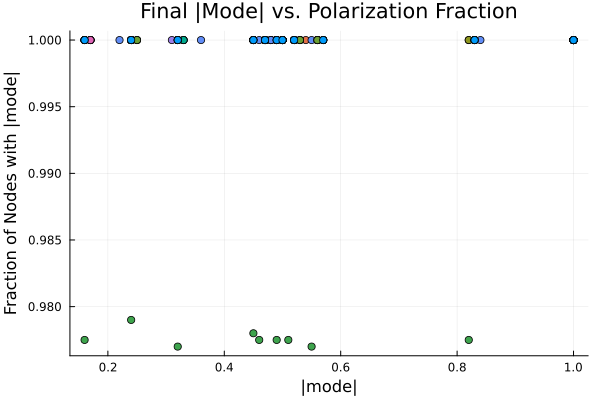 Final |Mode| vs. Polarization Fraction
Fraction of Nodes with |mode|
1.000
0.995
0.990
0.985
0.980
0.2 0.4 0.6 0.8 1.0
|mode|